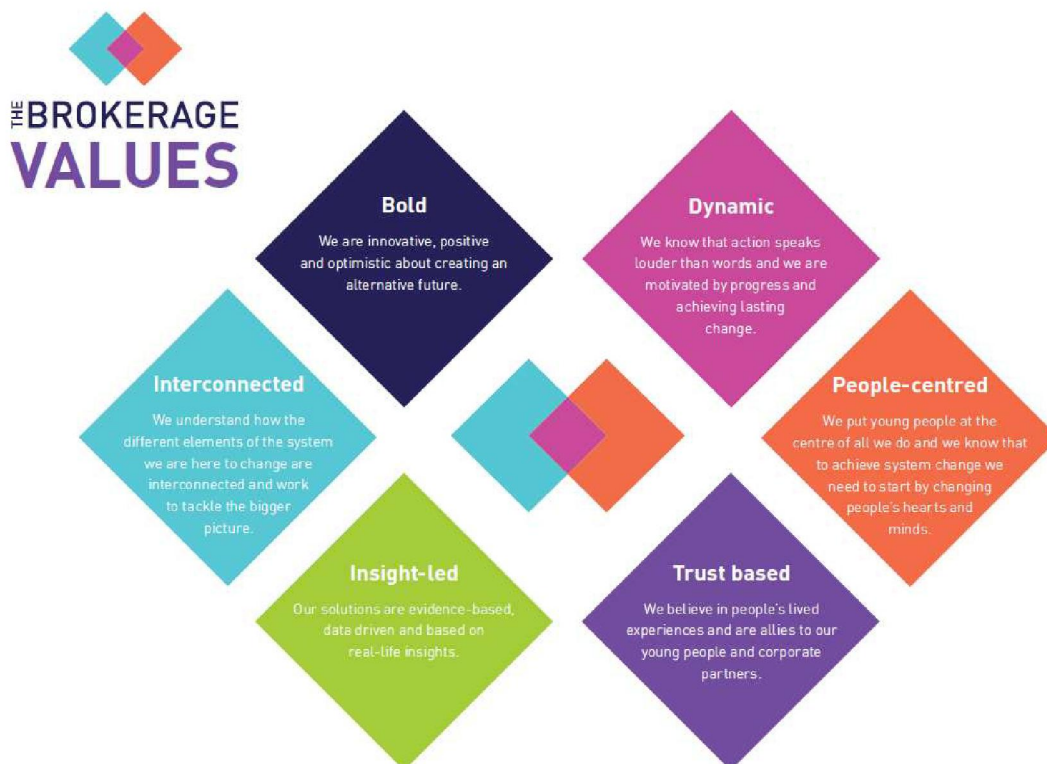 THE BROKERAGE
VALUES
Bold
We are innovative, positive
and optimistic about creating an
alternative future.
Dynamic
We know that action speaks
louder than words and we are
motivated by progress and
achieving lasting
change.
Interconnected
We understand how the
different elements of the system
we are here to change are
interconnected and work
to tackle the bigger
picture.
People-centred
We put young people at the
centre of all we do and we know that
to achieve system change we
need to start by changing
people's hearts and
minds.
Insight-led
Our solutions are evidence-based,
data driven and based on
real-life insights.
Trust based
We believe in people's lived
experiences and are allies to our
young people and corporate
partners.